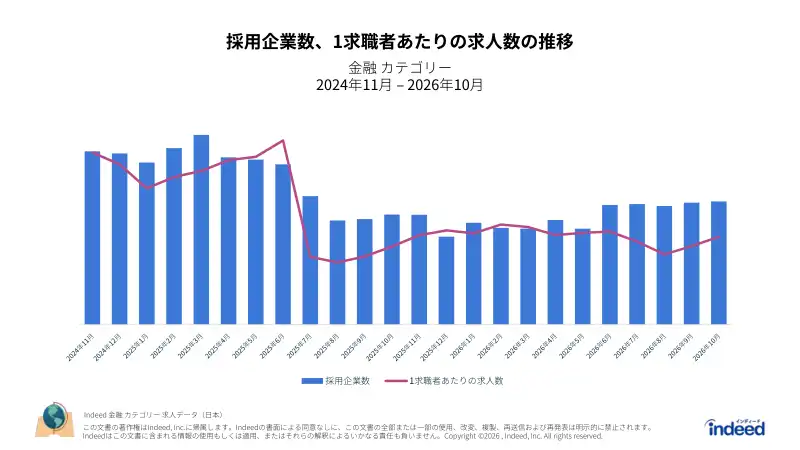 採用企業数、1求職者あたりの求人数の推移
金融 カテゴリー
2024年11月 – 2026年10月
2024年11月
2024年12月
2025年1月
2025年2月
2025年3月
2025年4月
2025年5月
2025年6月
2025年7月
2025年8月
2025年9月
2025年10月
2025年11月
2025年12月
2026年1月
2026年2月
2026年3月
2026年4月
2026年5月
2026年6月
2026年7月
2026年8月
2026年9月
2026年10月
採用企業数 1求職者あたりの求人数
Indeed 金融 カテゴリー 求人データ（日本）
この文書の著作権はIndeed, Inc.に帰属します。Indeedの書面による同意なしに、この文書の全部または一部の使用、改変、複製、再送信および再発表は明示的に禁止されます。
Indeedはこの文書に含まれる情報の使用もしくは適用、またはそれらの解釈によるいかなる責任も負いません。Copyright ©2026 , Indeed, Inc. All rights reserved.
インディード
indeed